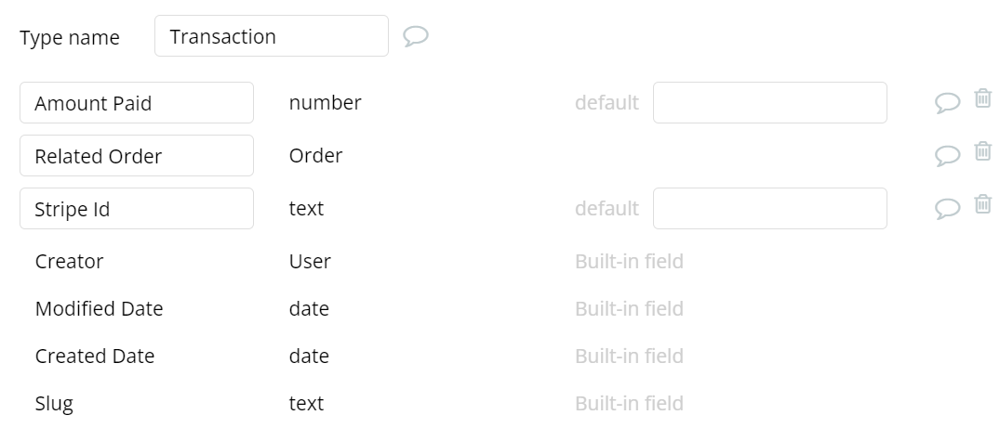 Type name Transaction
Amount Paid number default
Related Order Order
Stripe Id text default
Creator User Built-in field
Modified Date date Built-in field
Created Date date Built-in field
Slug text Built-in field